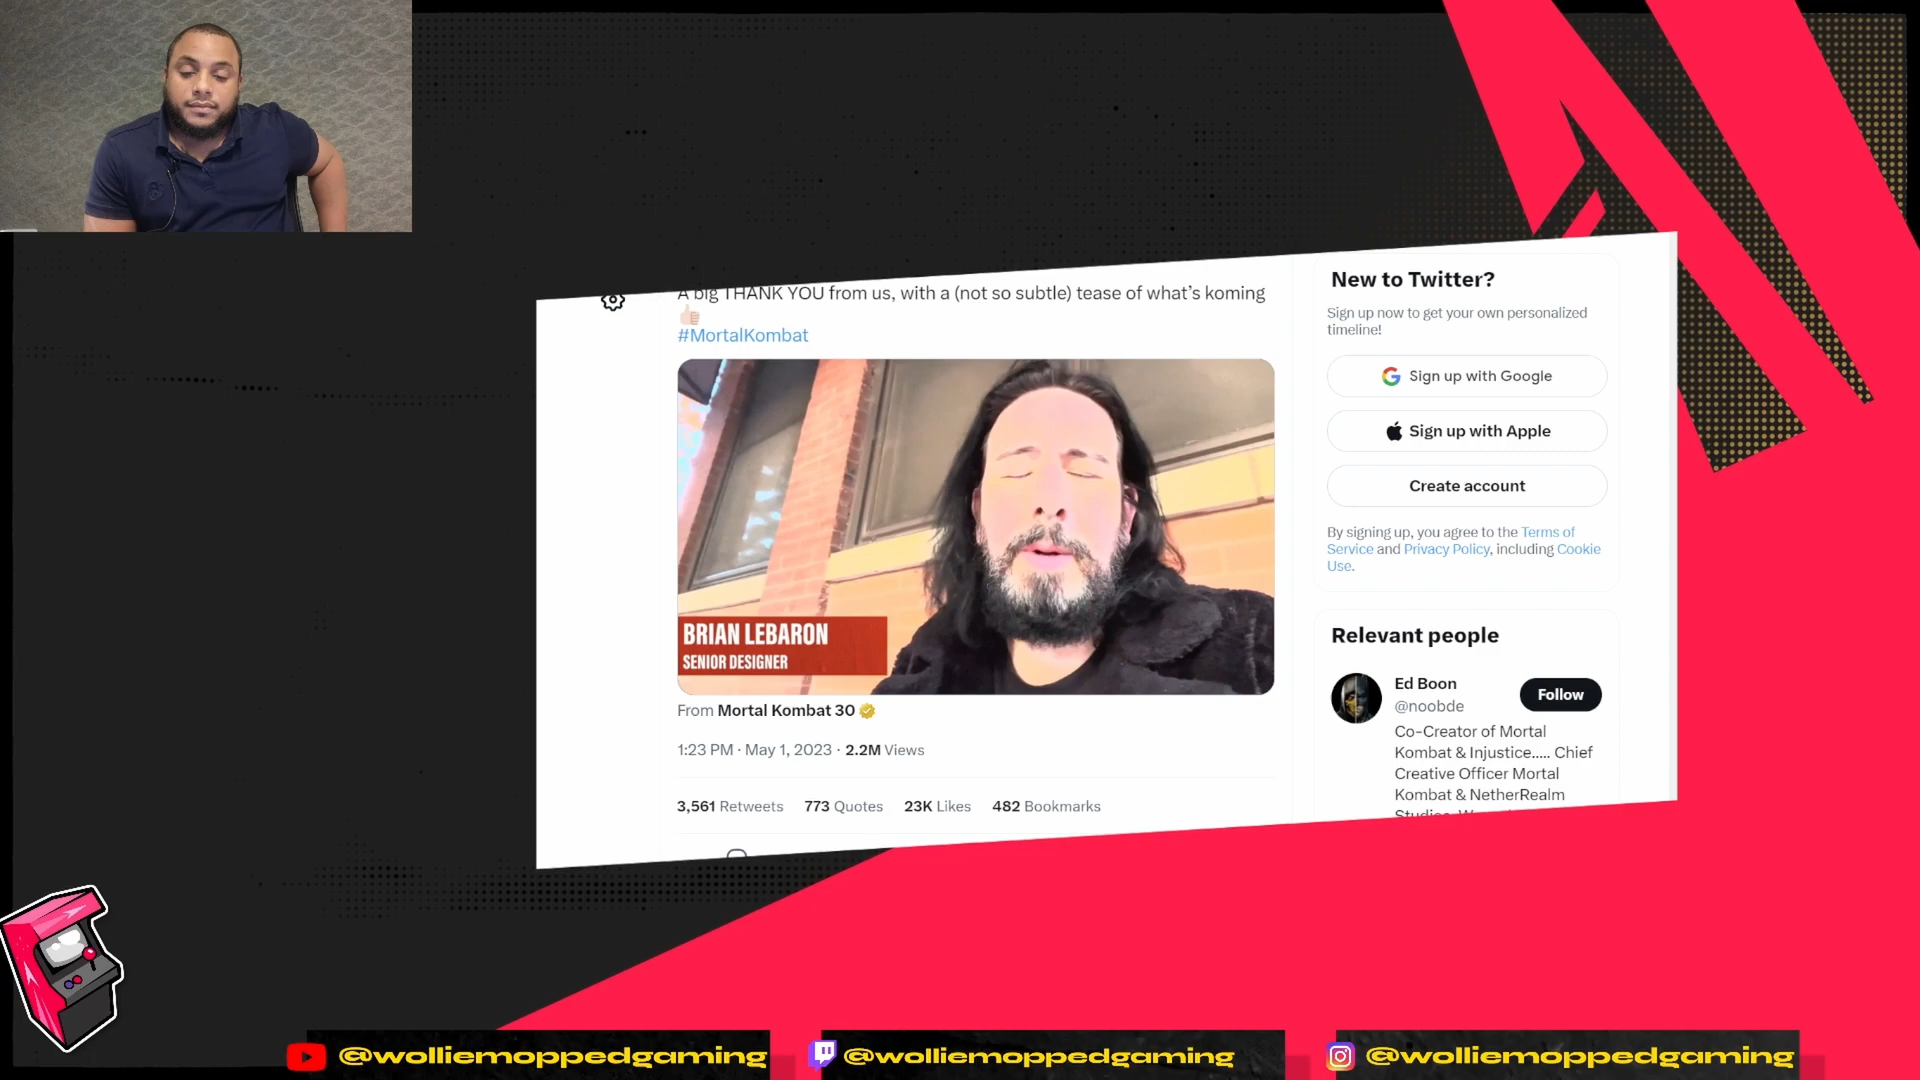 A big THANK YOU from us, with a (not so subtle) tease of what's koming
#MortalKombat
BRIAN LEBARON
SENIOR DESIGNER
From Mortal Kombat 30
1:23 PM · May 1, 2023 · 2.2M Views
3,561 Retweets 773 Quotes 23K Likes 482 Bookmarks
New to Twitter?
Sign up now to get your own personalized
timeline!
Sign up with Google
Sign up with Apple
Create account
By signing up, you agree to the Terms of
Service and Privacy Policy, including Cookie
Use.
Relevant people
Ed Boon
@noobde
Follow
Co-Creator of Mortal
Kombat & Injustice..... Chief
Creative Officer Mortal
Kombat & NetherRealm
@wolliemoppedgaming
@wolliemoppedgaming
@wolliemoppedgaming